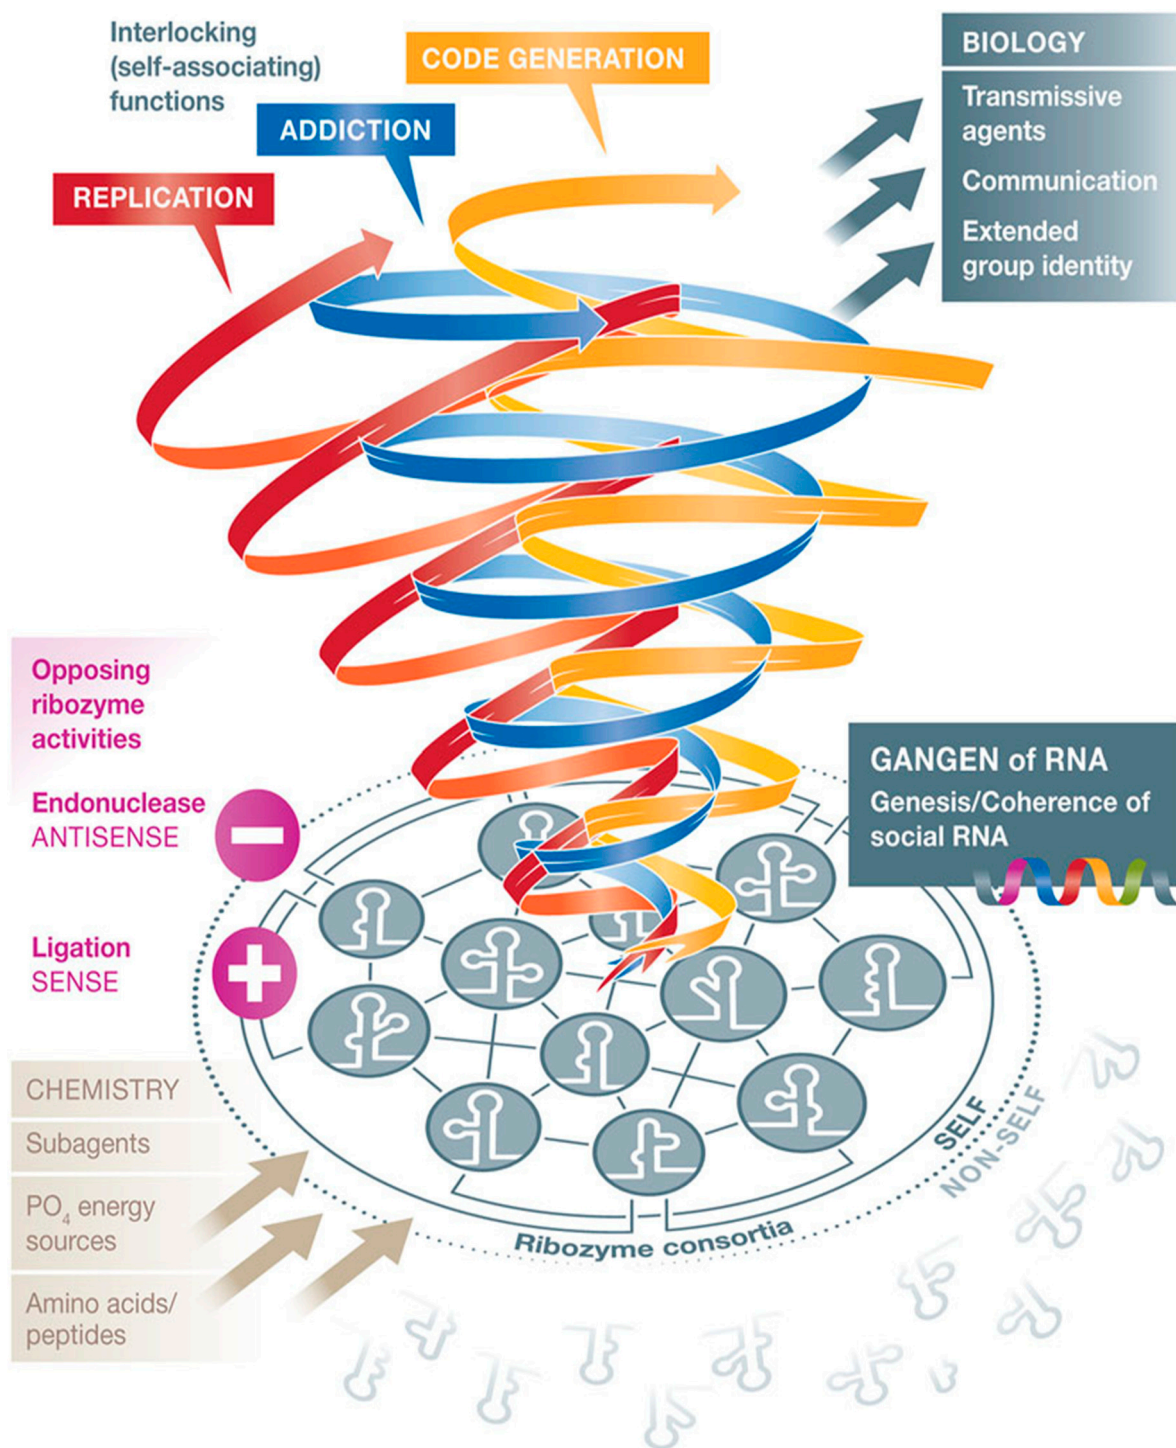 Interlocking
(self-associating)
functions
CODE GENERATION
ADDICTION
REPLICATION
BIOLOGY
Transmissive
agents
Communication
Extended
group identity
Opposing
ribozyme
activities
Endonuclease
ANTISENSE
Ligation
SENSE
GANGEN of RNA
Genesis/Coherence of
social RNA
CHEMISTRY
Subagents
PO₄ energy
sources
Amino acids/
peptides
SELF
NON-SELF
Ribozyme consortia